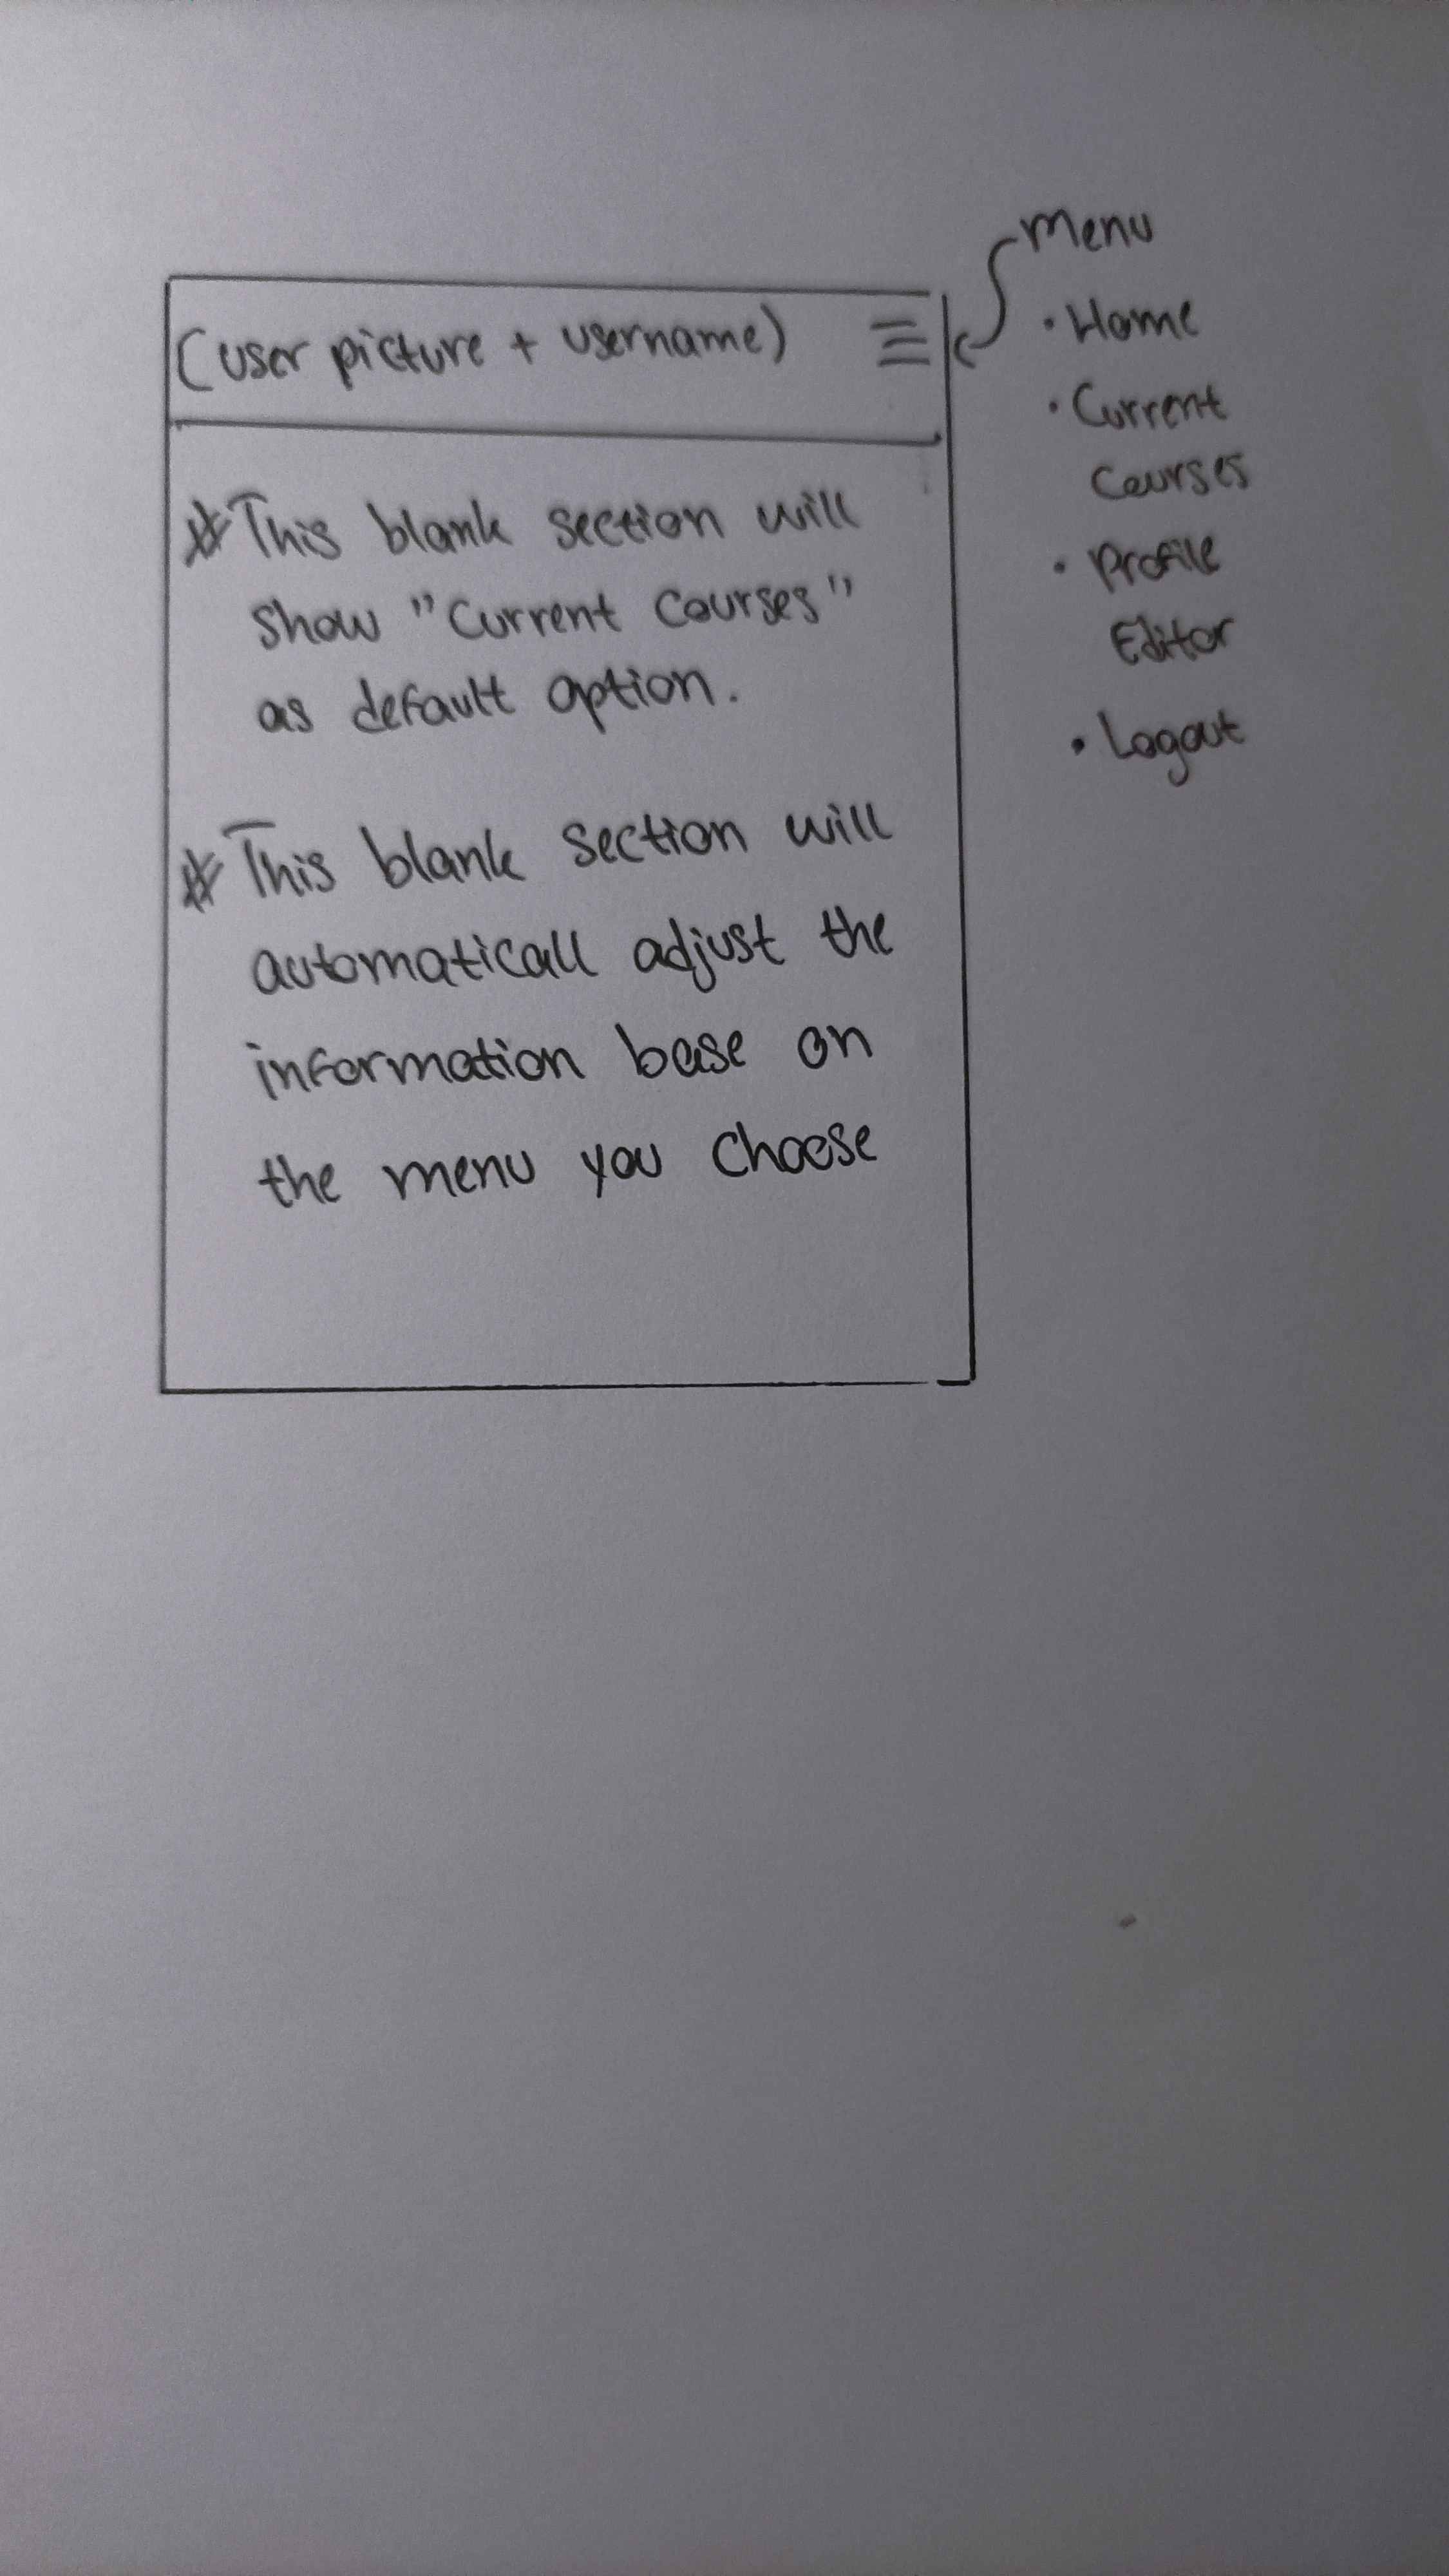 (user picture + username)
* This blank section will
show "Current Courses"
as default option.
* This blank section will
automaticall adjust the
information base on
the menu you choose
Menu
• Home
• Current
Courses
• Profile
Editor
• Logout